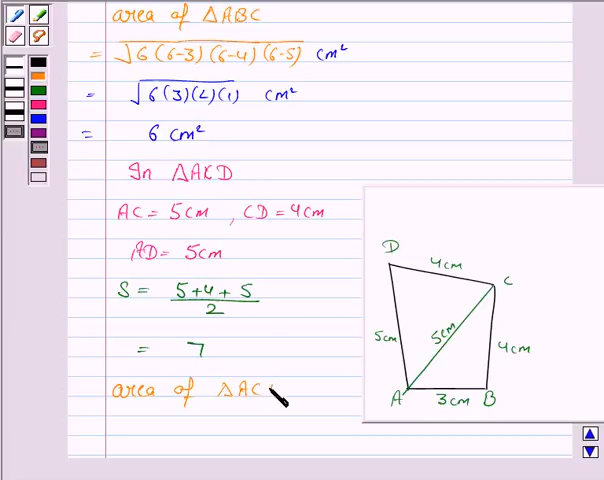 area of ΔABC
= √6(6-3)(6-4)(6-5) cm²
= √6(3)(2)(1) cm²
= 6 cm²
In ΔACD
AC = 5cm , CD = 4cm
AD = 5cm
S = 5+4+5
2
= 7
area of ΔAC
D
4cm
C
5cm
5cm
4cm
A
3cm
B